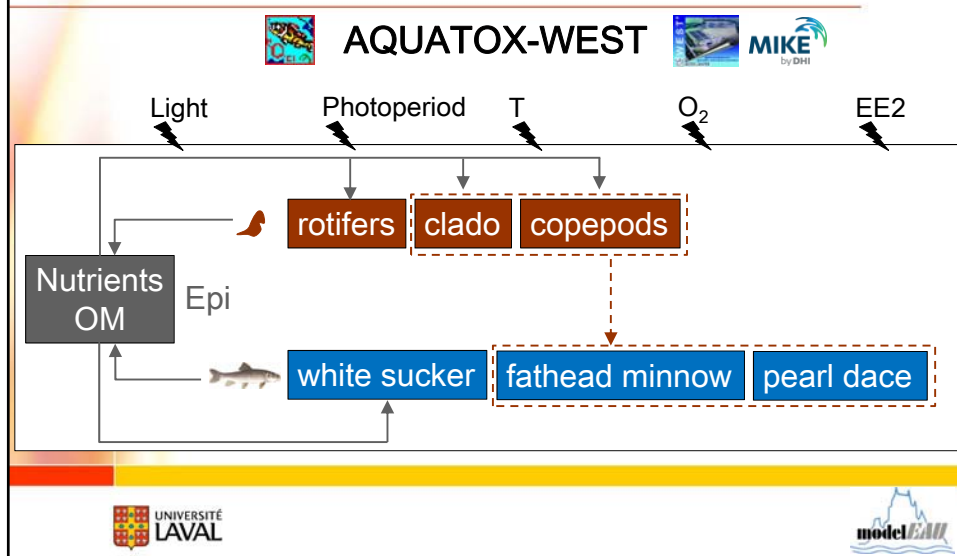 AQUATOX-WEST
WEST
MIKE
by DHI
Light Photoperiod T O₂ EE2
rotifers clado copepods
Nutrients
OM
Epi
white sucker fathead minnow pearl dace
UNIVERSITÉ
LAVAL
modelEAU